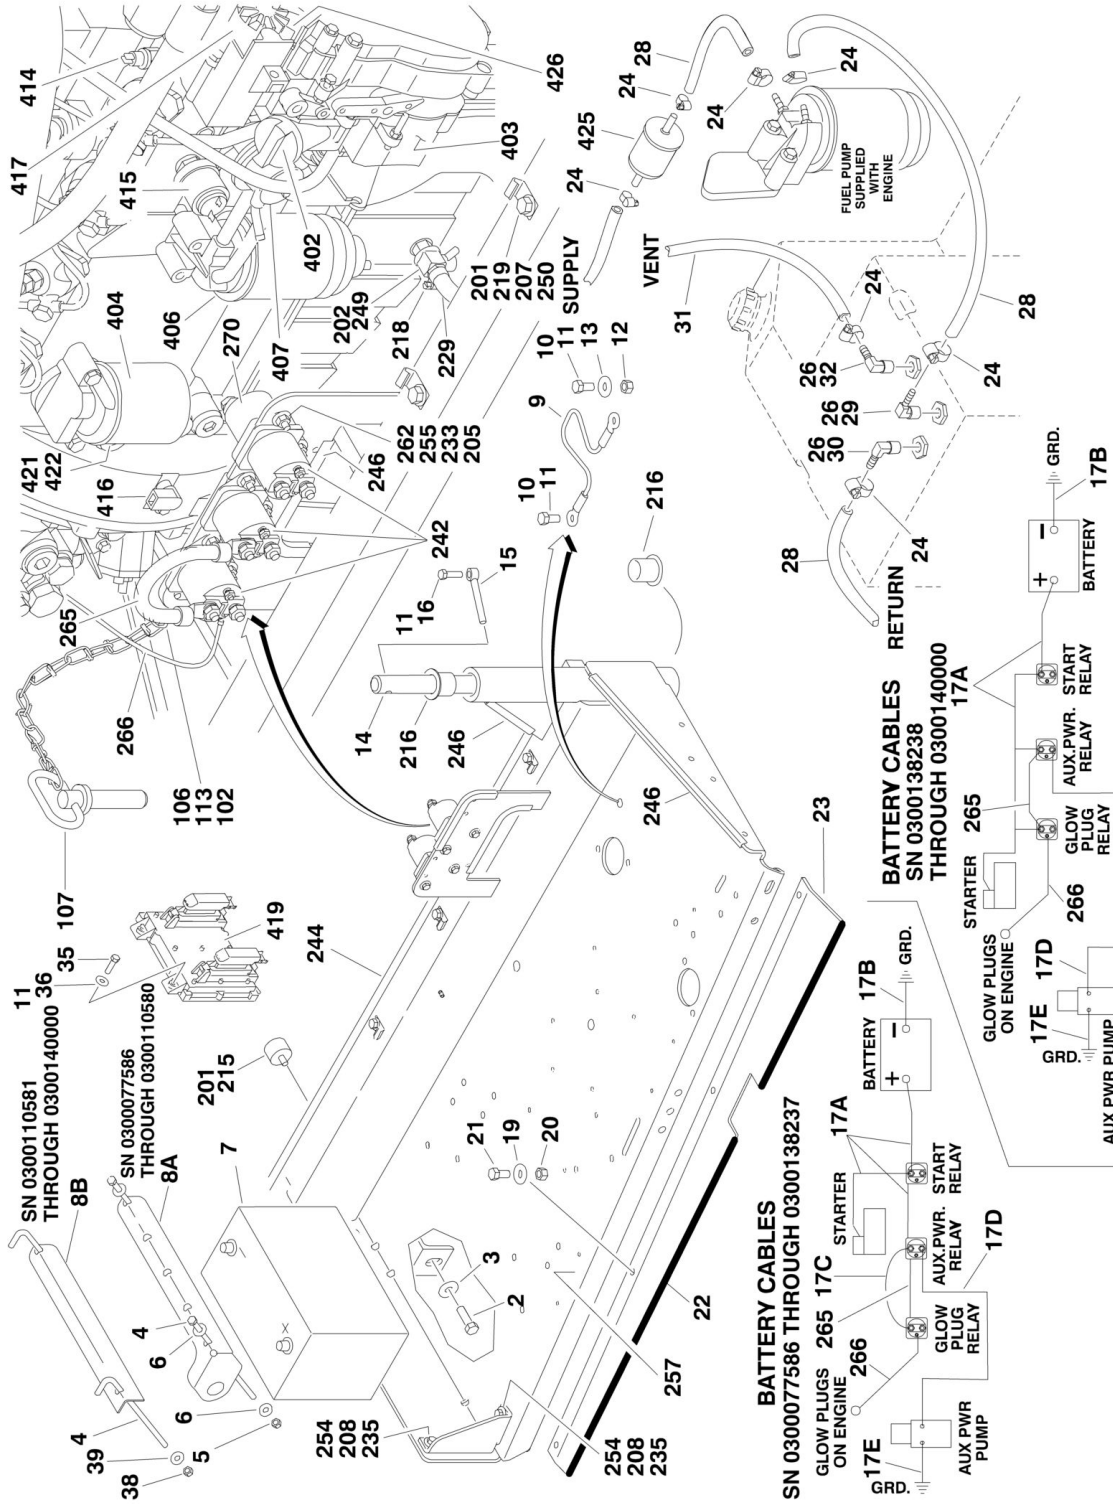 414
417
415
404
406
270
407
402
403
426
421
422
416
265
266
106
113
102
107
202
249
218
229
201
219
207
250
262
255
233
205
246
242
SUPPLY
24
425
24
28
24
24
FUEL PUMP
SUPPLIED
WITH
ENGINE
VENT
31
24
28
26
32
24
26
29
26
30
24
28
RETURN
10
11
13
12
9
10
11
216
15
11
16
14
216
246
246
23
244
419
35
11
36
SN 0300110581
THROUGH 0300140000
8B
SN 0300077586
THROUGH 0300110580
8A
7
201
215
4
6
4
39
38
6
5
21
19
20
3
2
22
257
254
208
235
254
208
235
BATTERY CABLES
SN 0300077586 THROUGH 0300138237
GLOW PLUGS
ON ENGINE
265
17C
STARTER
17A
BATTERY
17B
+
−
GRD.
START
RELAY
AUX.PWR.
RELAY
17D
GLOW
PLUG
RELAY
266
17E
GRD.
AUX PWR
PUMP
BATTERY CABLES
SN 0300138238
THROUGH 0300140000
17A
STARTER
265
GLOW PLUGS
ON ENGINE
266
GLOW
PLUG
RELAY
AUX.PWR.
RELAY
START
RELAY
+
−
BATTERY
GRD.
17B
17D
17E
GRD.
AUX PWR PUMP